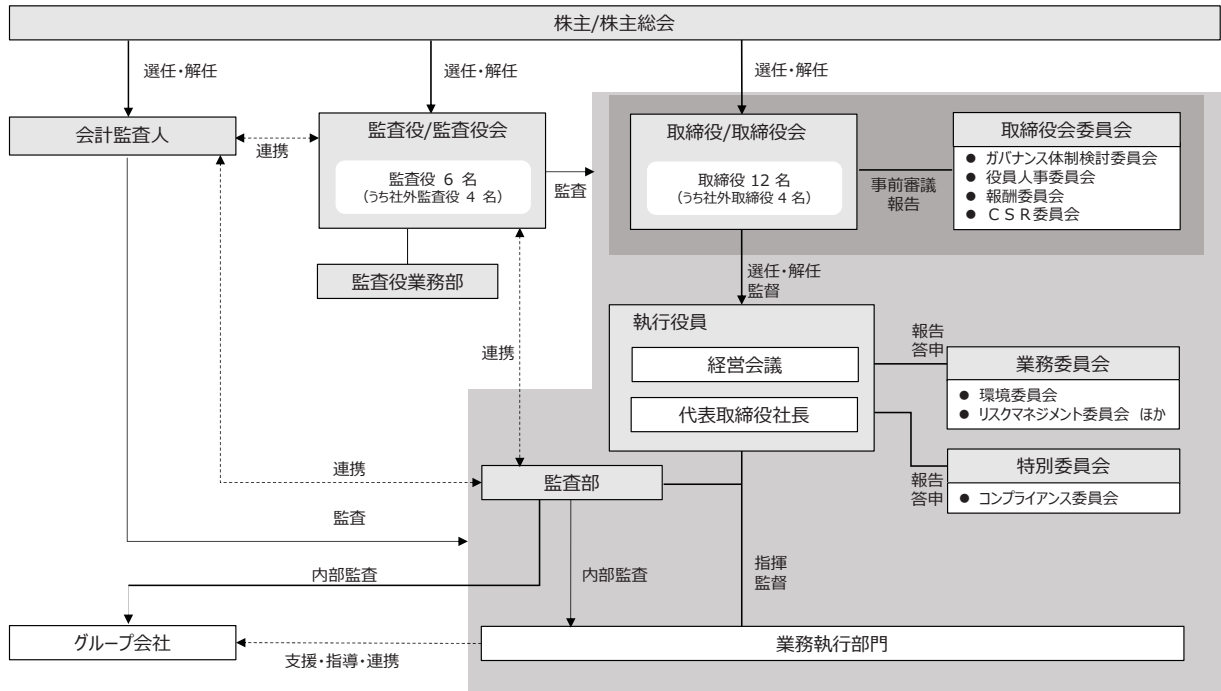 株主/株主総会
選任・解任
選任・解任
選任・解任
会計監査人
連携
監査役/監査役会
監査役 6 名
(うち社外監査役 4 名)
監査
取締役/取締役会
取締役 12 名
(うち社外取締役 4 名)
事前審議
報告
取締役会委員会
● ガバナンス体制検討委員会
● 役員人事委員会
● 報酬委員会
● CSR委員会
監査役業務部
選任・解任
監督
執行役員
経営会議
代表取締役社長
報告
答申
業務委員会
● 環境委員会
● リスクマネジメント委員会 ほか
連携
報告
答申
特別委員会
● コンプライアンス委員会
連携
監査部
監査
内部監査
内部監査
指揮
監督
グループ会社
支援・指導・連携
業務執行部門